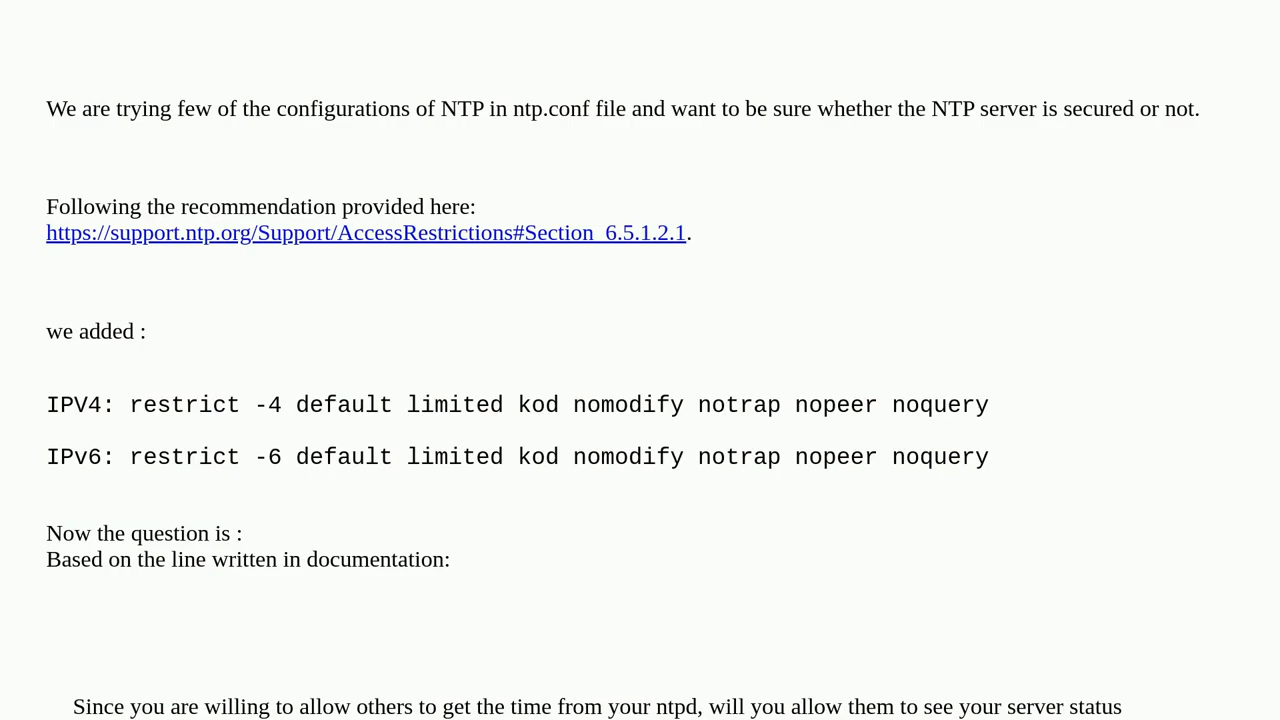 We are trying few of the configurations of NTP in ntp.conf file and want to be sure whether the NTP server is secured or not.
Following the recommendation provided here:
https://support.ntp.org/Support/AccessRestrictions#Section_6.5.1.2.1.
we added :
IPV4: restrict -4 default limited kod nomodify notrap nopeer noquery
IPv6: restrict -6 default limited kod nomodify notrap nopeer noquery
Now the question is :
Based on the line written in documentation:
Since you are willing to allow others to get the time from your ntpd, will you allow them to see your server status